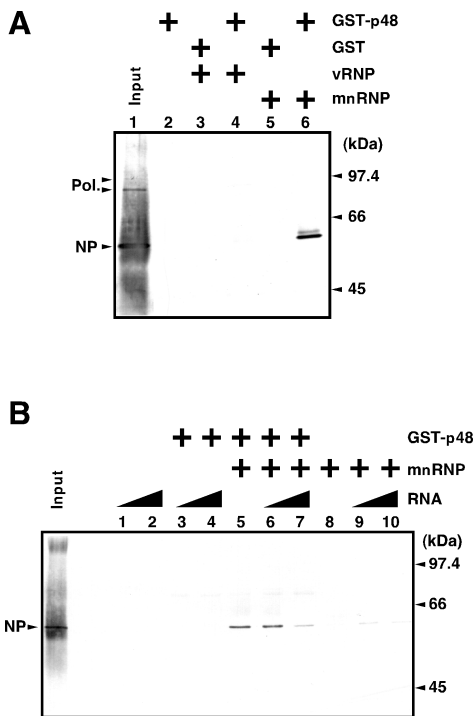 A
+ + + GST-p48
+ + GST
+ + vRNP
+ + mnRNP
Input
1 2 3 4 5 6
(kDa)
Pol.
97.4
66
NP
45
B
+ + + + + GST-p48
+ + + + + + mnRNP
Input
RNA
1 2 3 4 5 6 7 8 9 10
(kDa)
97.4
66
NP
45